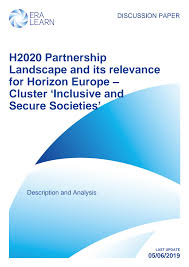 ERA
LEARN
DISCUSSION PAPER
H2020 Partnership
Landscape and its relevance
for Horizon Europe –
Cluster ‘Inclusive and
Secure Societies’
Description and Analysis
LAST UPDATE
05/06/2019